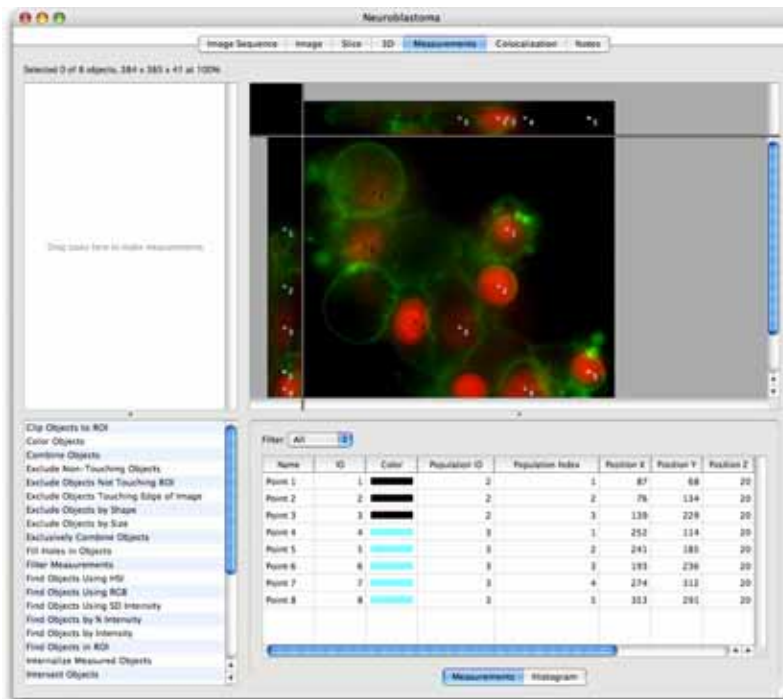 Neuroblastoma
Image Sequence Image Slice 3D Measurements Colocalization Notes
Selected 0 of 8 objects, 384 x 365 x 41 at 100%
Drag tasks here to make measurements
Clip Objects to ROI
Color Objects
Combine Objects
Exclude Non-Touching Objects
Exclude Objects Not Touching ROI
Exclude Objects Touching Edge of Image
Exclude Objects by Shape
Exclude Objects by Size
Exclusively Combine Objects
Fill Holes in Objects
Filter Measurements
Find Objects Using HSI
Find Objects Using RGB
Find Objects Using SD Intensity
Find Objects by % Intensity
Find Objects by Intensity
Find Objects in ROI
Internalize Measured Objects
Intersect Objects
Filter: All
Name ID Color Population ID Population Index Position X Position Y Position Z
Point 1 1 2 1 87 68 20
Point 2 2 2 2 76 134 20
Point 3 3 2 3 139 229 20
Point 4 4 3 1 252 114 20
Point 5 5 3 2 241 180 20
Point 6 6 3 3 193 236 20
Point 7 7 3 4 274 312 20
Point 8 8 3 5 353 291 20
Measurements Histogram